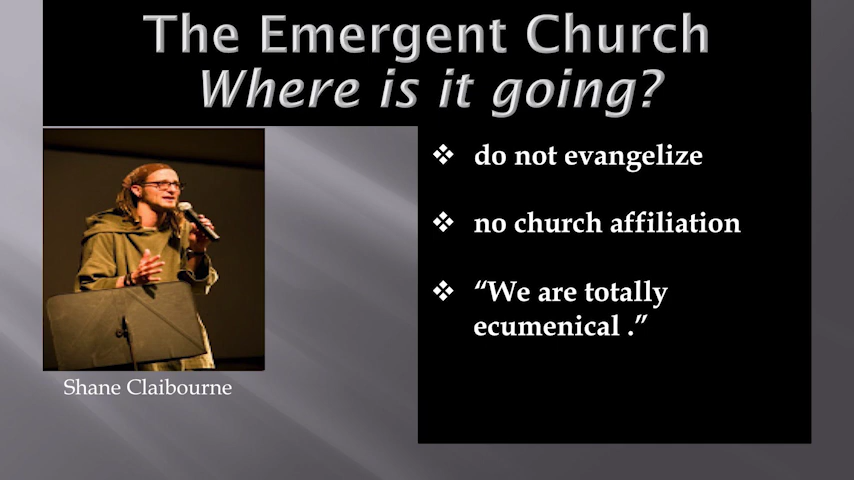 The Emergent Church
Where is it going?
❖ do not evangelize
❖ no church affiliation
❖ “We are totally
ecumenical .”
Shane Claibourne